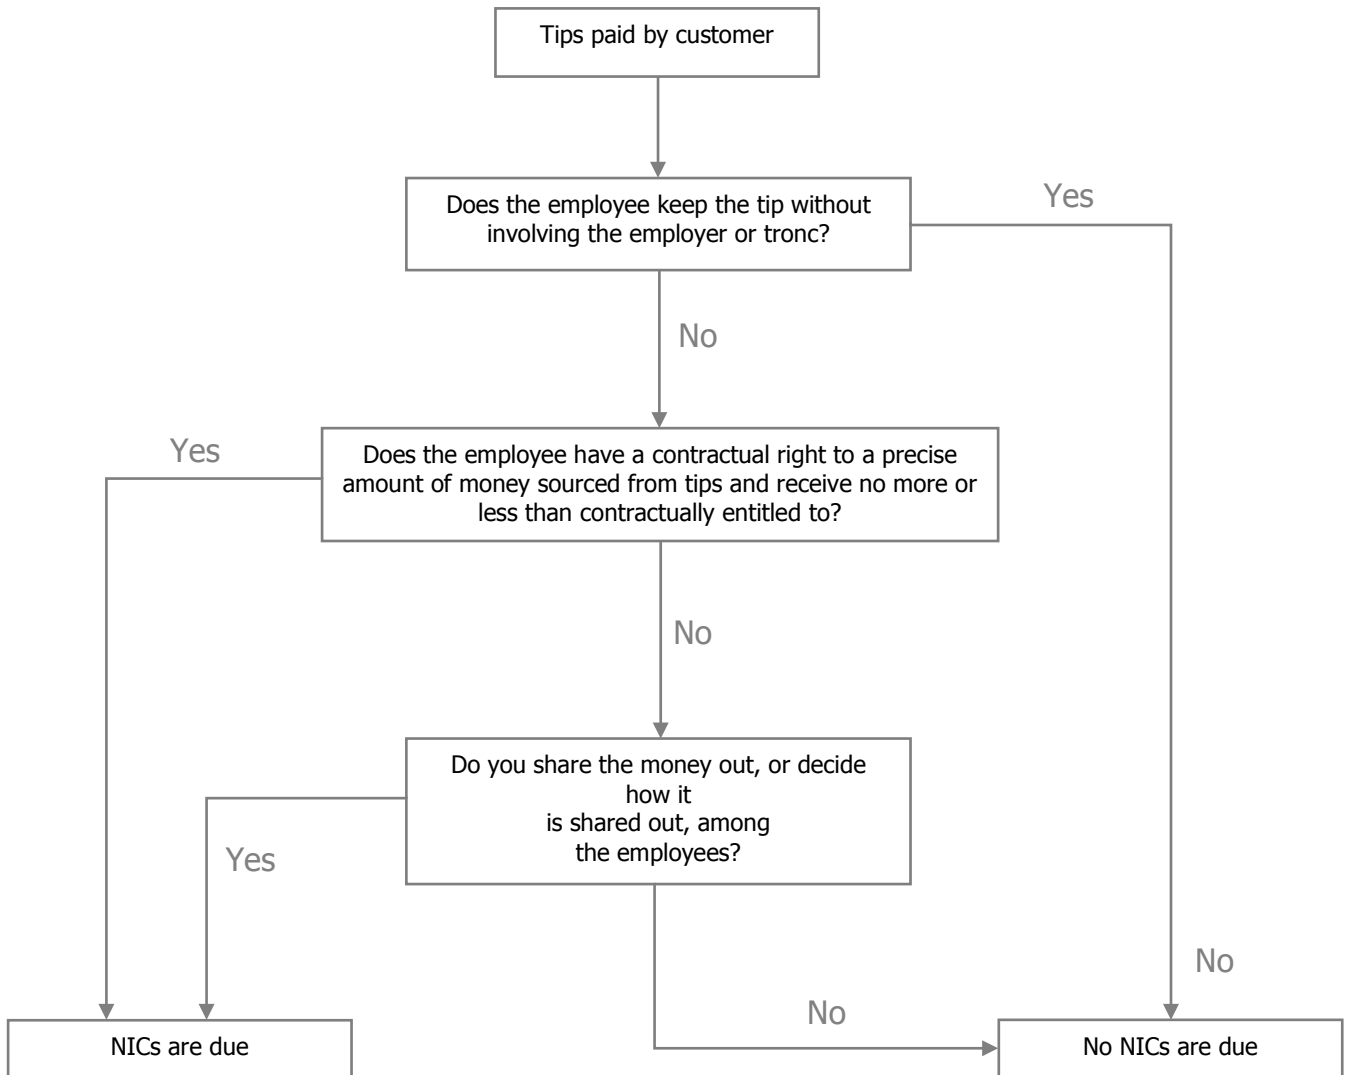 Tips paid by customer
Does the employee keep the tip without
involving the employer or tronc?
Yes
No
Yes
Does the employee have a contractual right to a precise
amount of money sourced from tips and receive no more or
less than contractually entitled to?
No
Do you share the money out, or decide
how it
is shared out, among
the employees?
Yes
No
No
NICs are due
No NICs are due